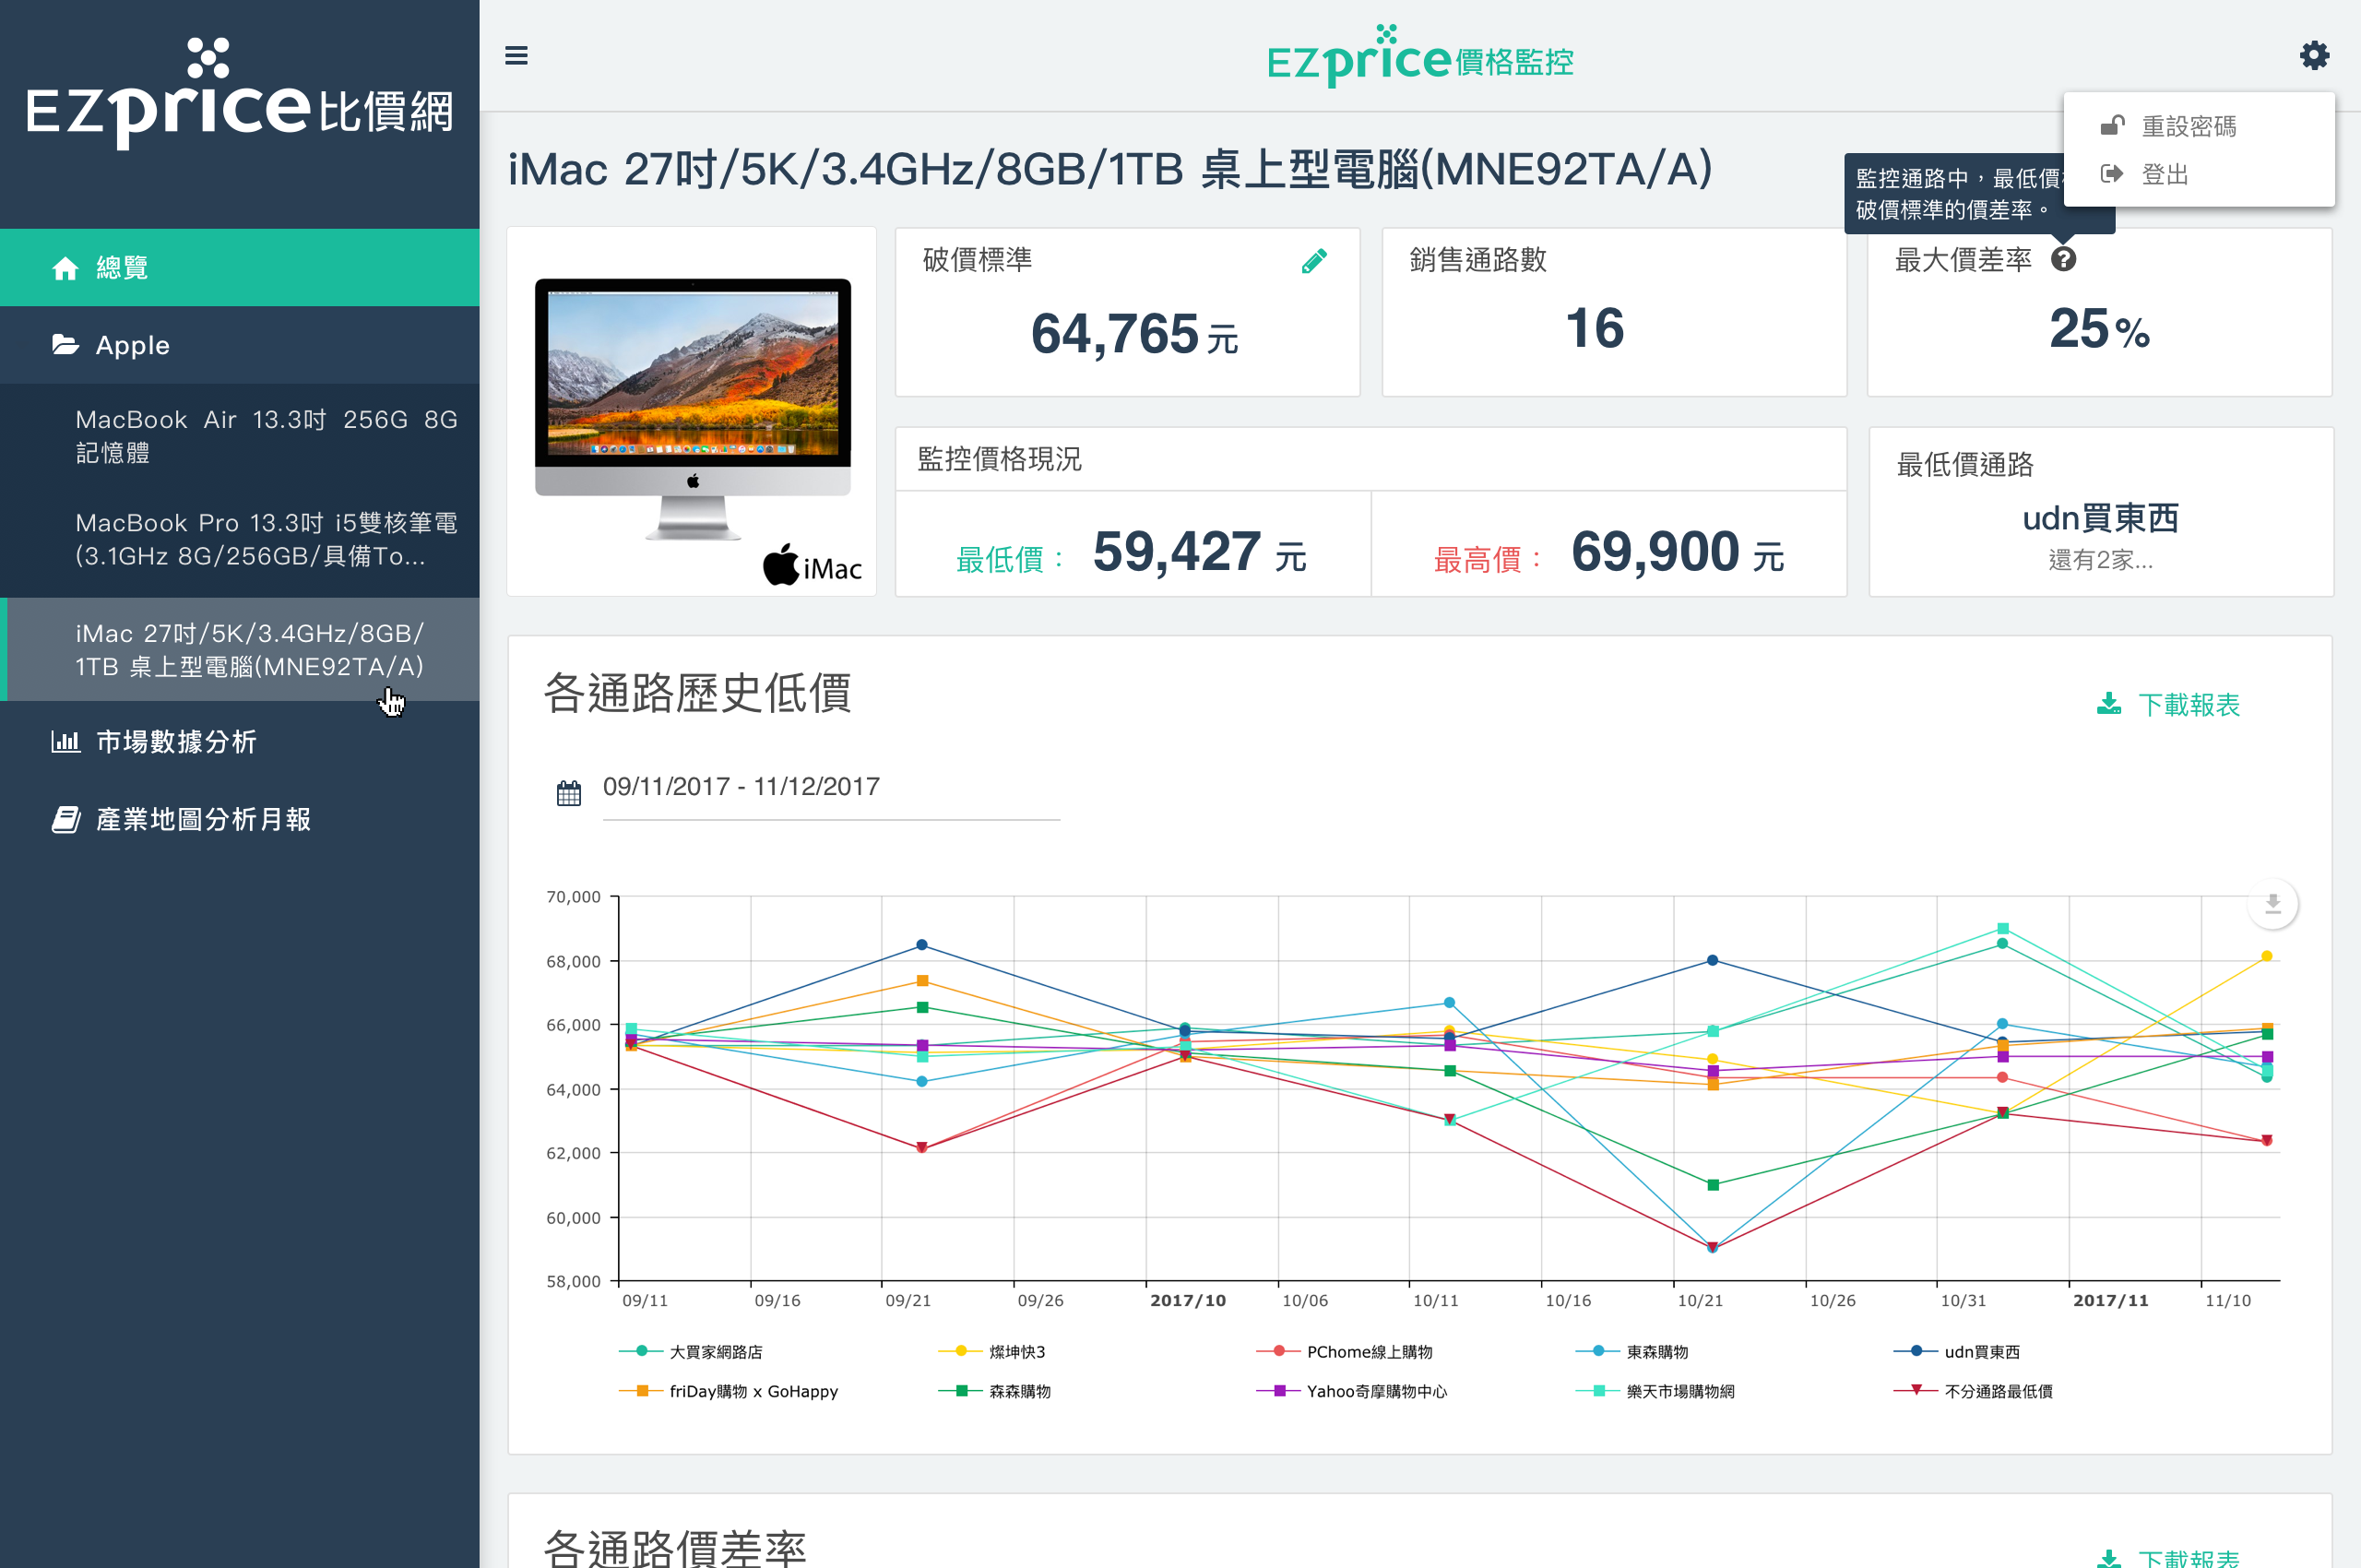 EZprice比價網
總覽
Apple
MacBook Air 13.3吋 256G 8G
記憶體
MacBook Pro 13.3吋 i5雙核筆電
(3.1GHz 8G/256GB/具備To...
iMac 27吋/5K/3.4GHz/8GB/
1TB 桌上型電腦(MNE92TA/A)
市場數據分析
產業地圖分析月報
EZprice價格監控
重設密碼
登出
iMac 27吋/5K/3.4GHz/8GB/1TB 桌上型電腦(MNE92TA/A)
監控通路中，最低價
破價標準的價差率。
iMac
破價標準
64,765 元
銷售通路數
16
最大價差率
25%
監控價格現況
最低價： 59,427 元
最高價： 69,900 元
最低價通路
udn買東西
還有2家...
各通路歷史低價
下載報表
09/11/2017 - 11/12/2017
70,000
68,000
66,000
64,000
62,000
60,000
58,000
09/11 09/16 09/21 09/26 2017/10 10/06 10/11 10/16 10/21 10/26 10/31 2017/11 11/10
大買家網路店 燦坤快3 PChome線上購物 東森購物 udn買東西
friDay購物 x GoHappy 森森購物 Yahoo奇摩購物中心 樂天市場購物網 不分通路最低價
各通路價差率
下載報表